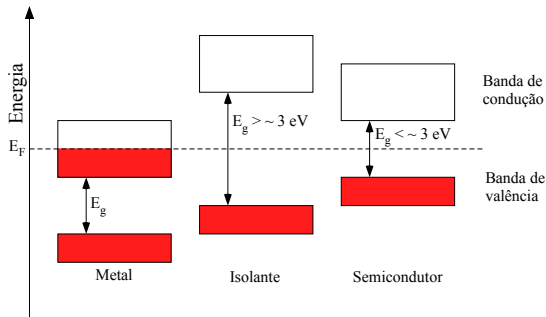 Energia
E_F
E_g
E_g > ~ 3 eV
E_g < ~ 3 eV
Banda de
condução
Banda de
valência
Metal
Isolante
Semicondutor